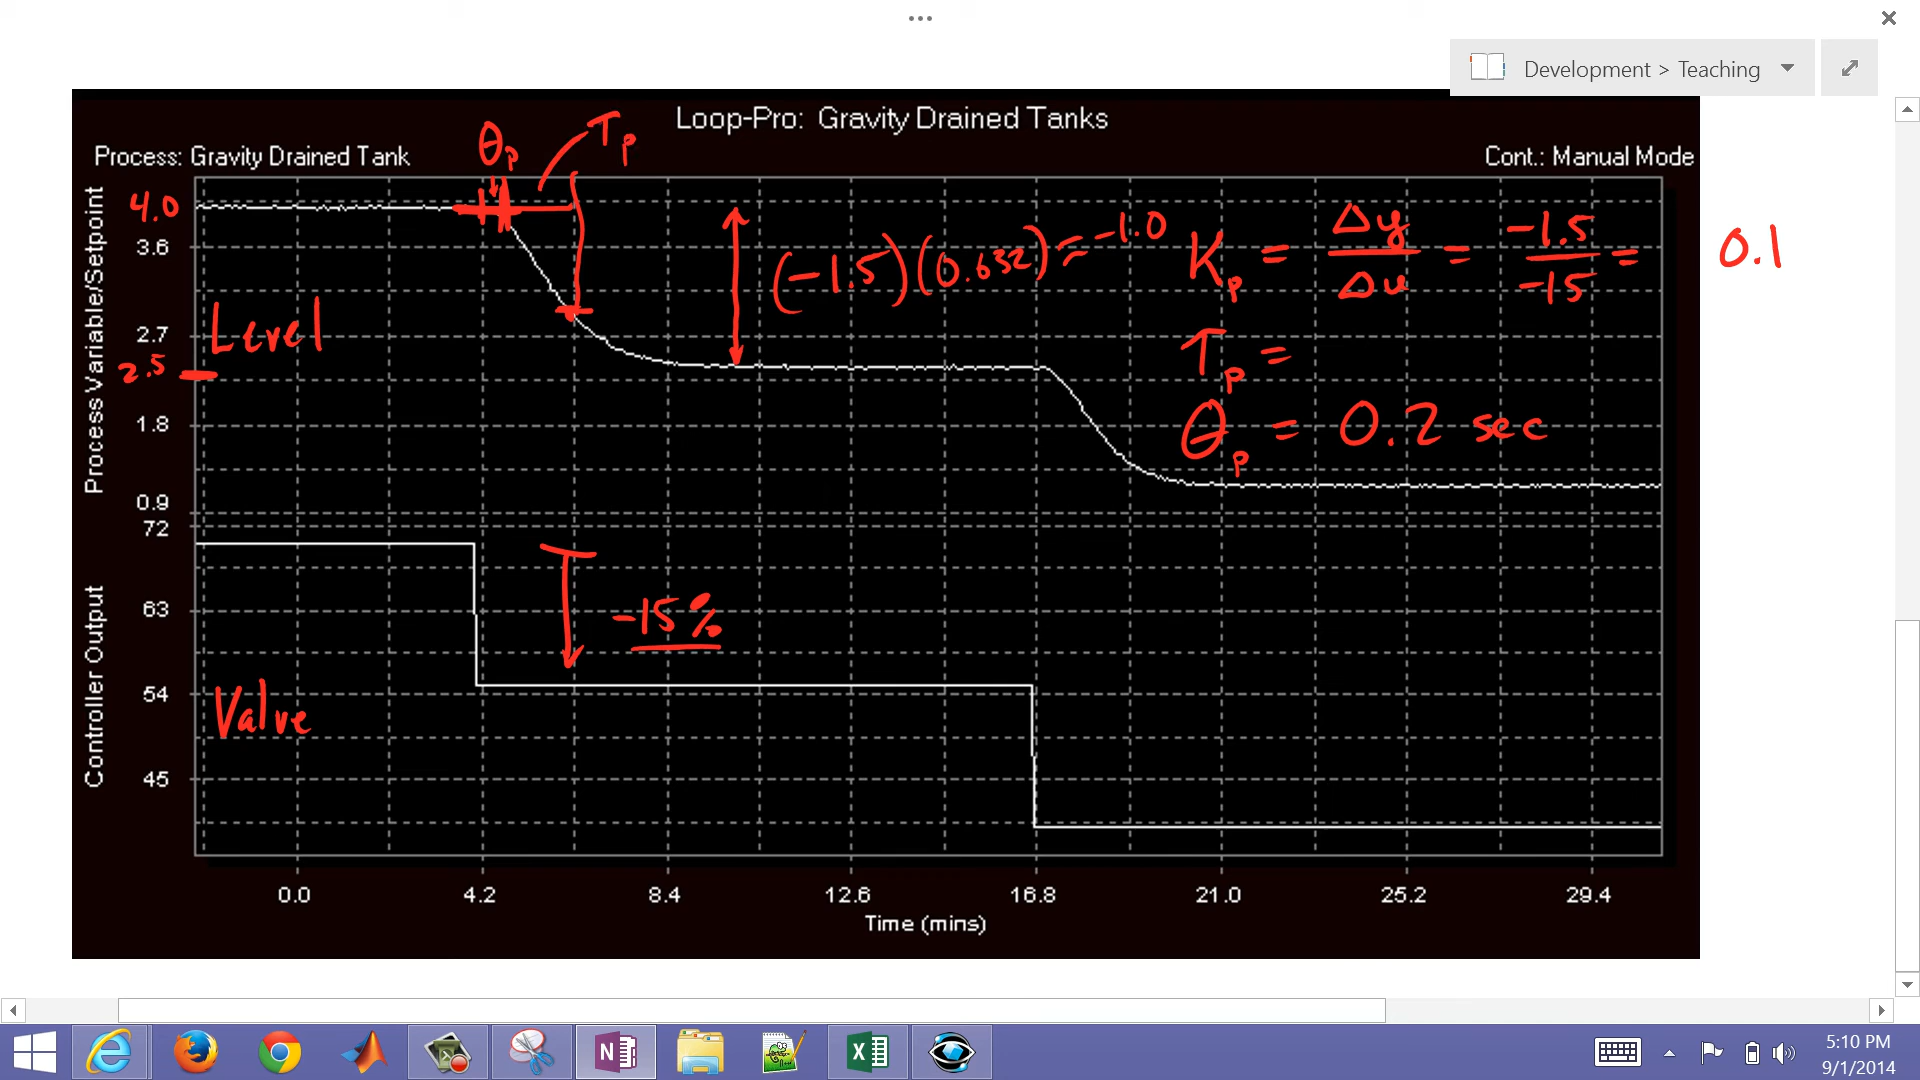 Development > Teaching
Loop-Pro: Gravity Drained Tanks
Process: Gravity Drained Tank
Cont.: Manual Mode
θp
τp
Process Variable/Setpoint
4.0
3.6
2.7
2.5
1.8
0.9
Level
(-1.5)(0.632) = -1.0
Kp = Δy/Δu = -1.5/-15 = 0.1
τp =
θp = 0.2 sec
Controller Output
72
63
54
45
-15%
Valve
0.0 4.2 8.4 12.6 16.8 21.0 25.2 29.4
Time (mins)
5:10 PM
9/1/2014